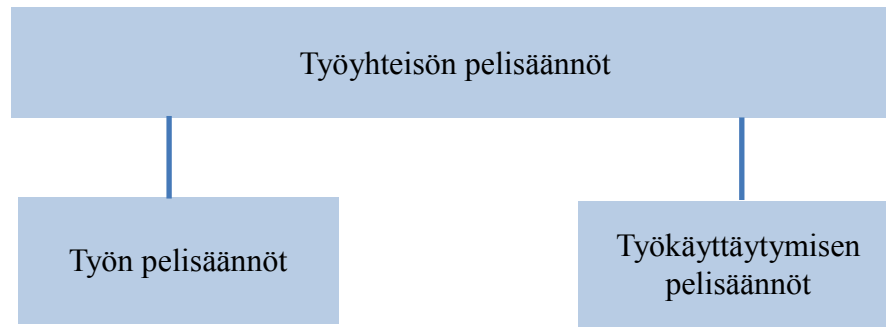 Työyhteisön pelisäännöt
Työn pelisäännöt
Työkäyttäytymisen
pelisäännöt